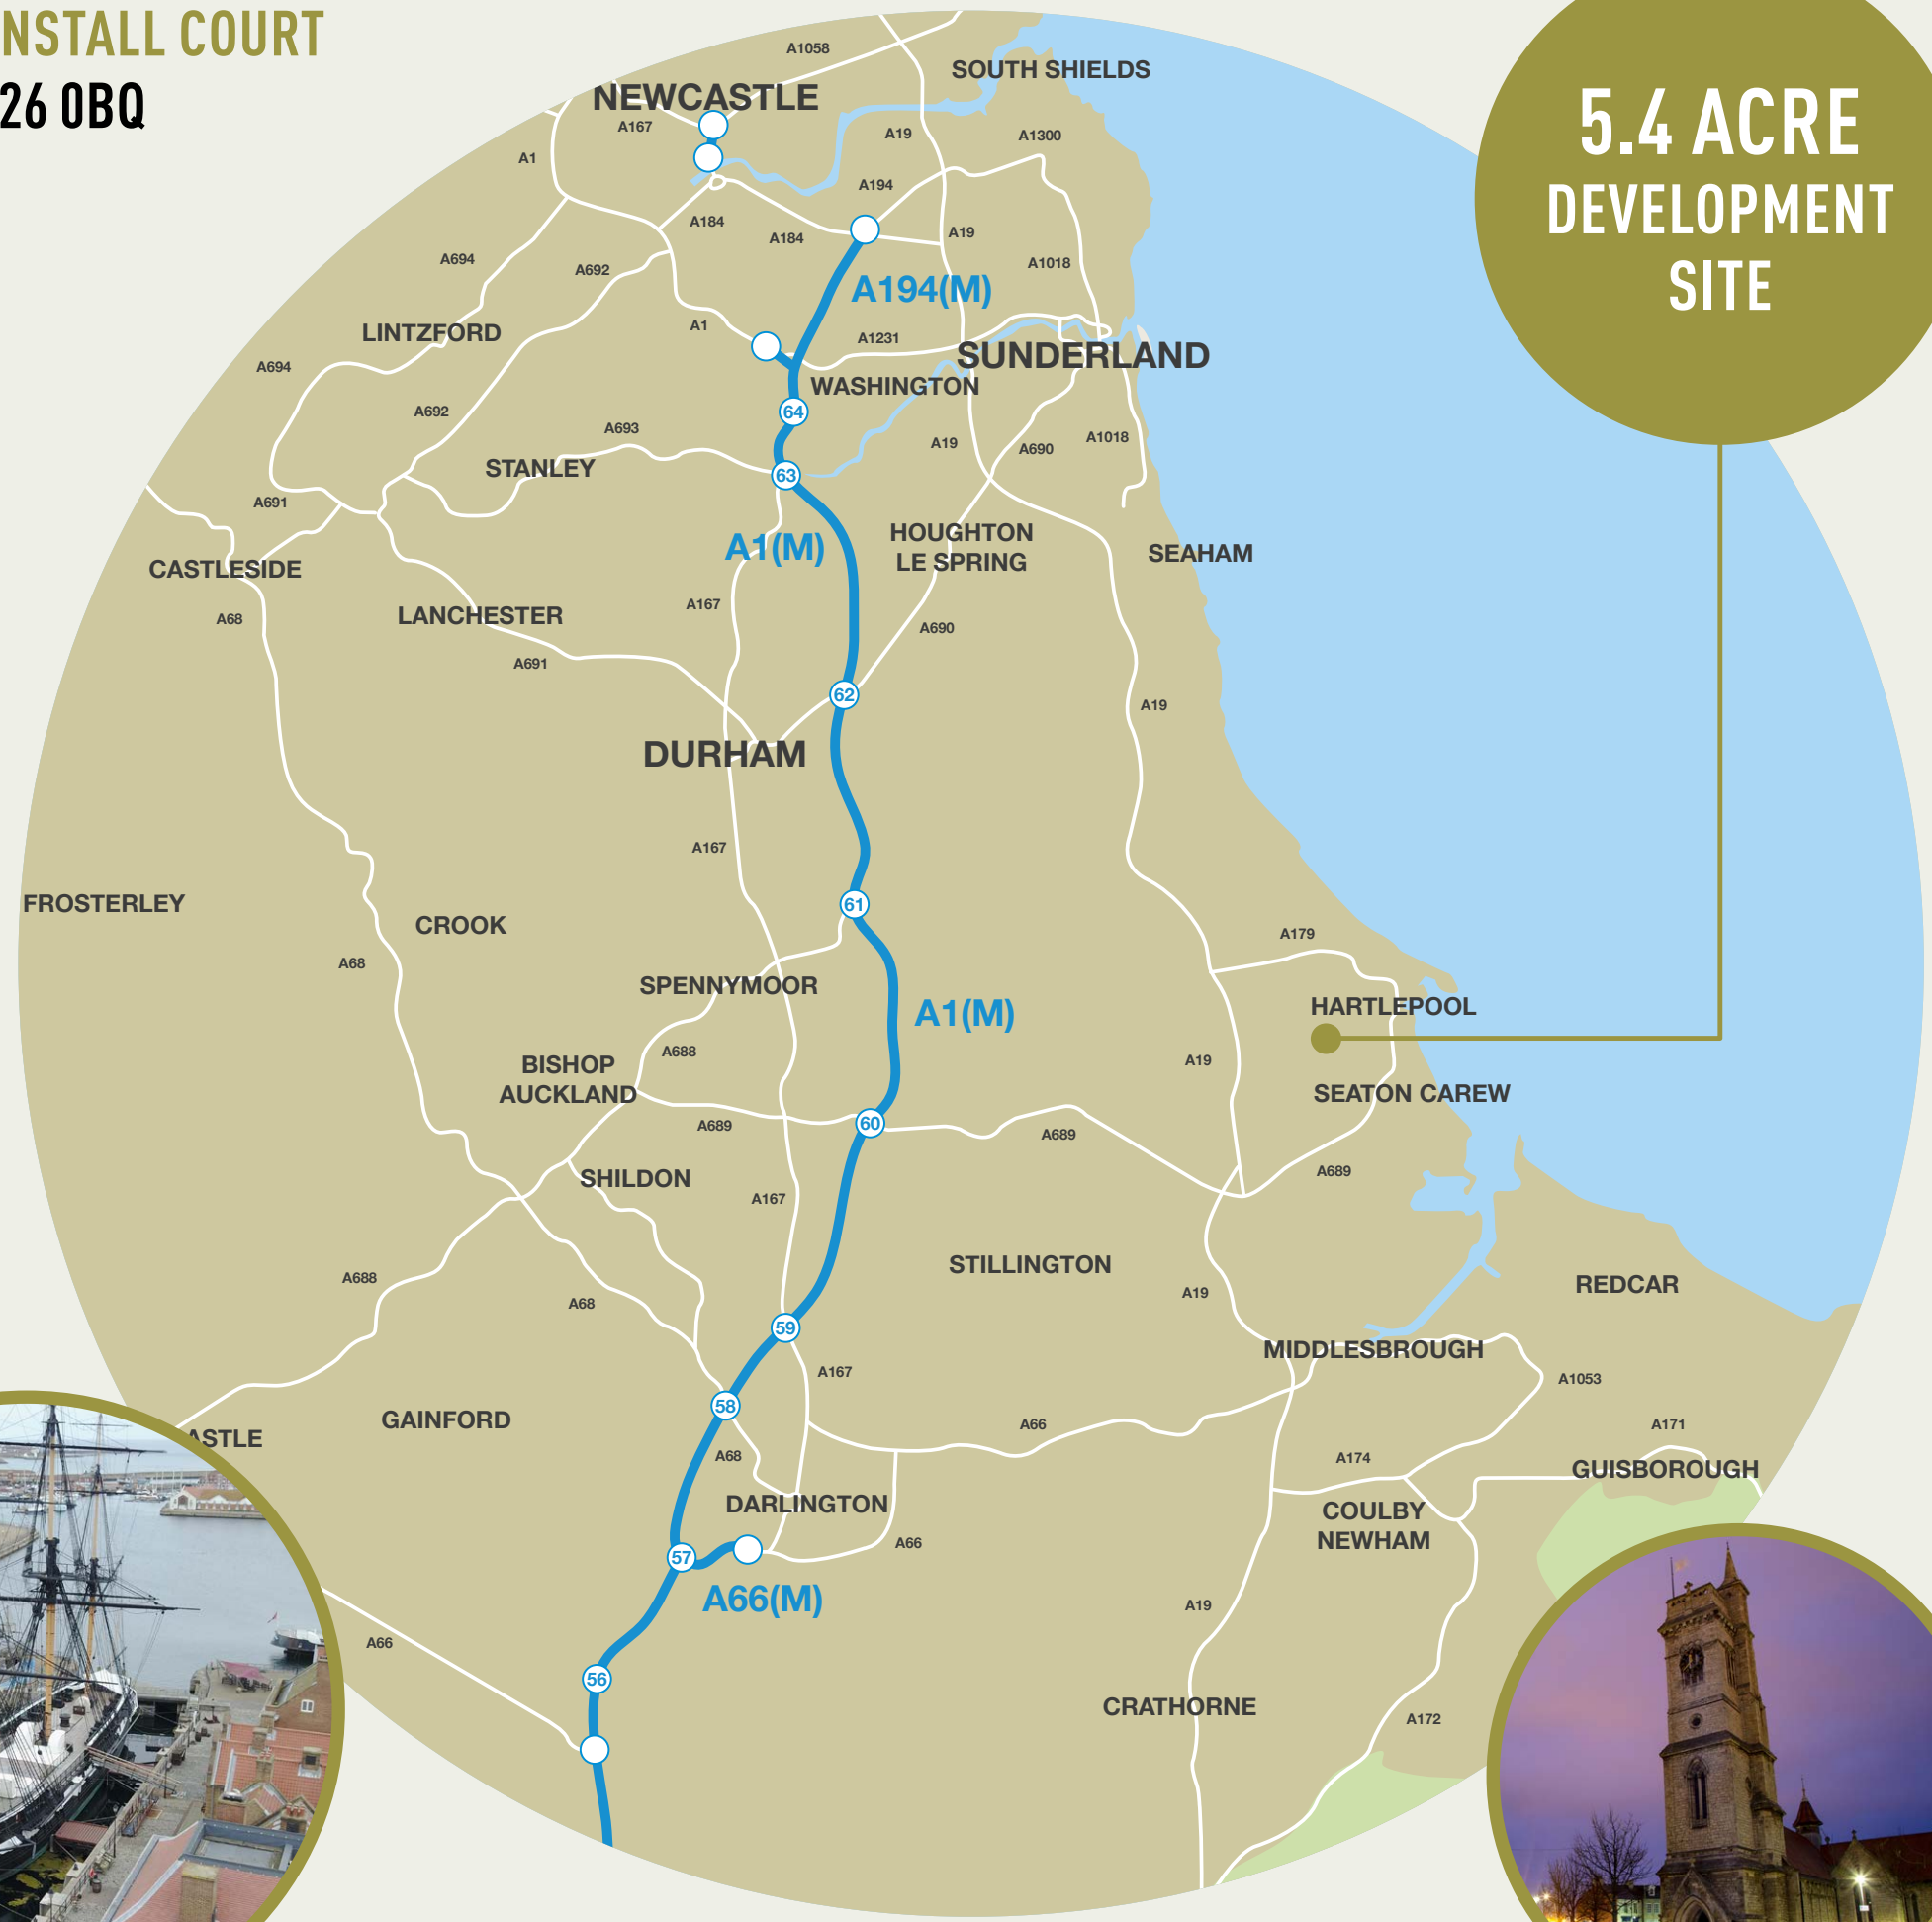 NSTALL COURT
26 0BQ
5.4 ACRE
DEVELOPMENT
SITE
A1058
SOUTH SHIELDS
NEWCASTLE
A167
A19
A1300
A1
A194
A184
A184
A19
A694
A692
A1018
A194(M)
LINTZFORD
A1
A1231
SUNDERLAND
A694
WASHINGTON
A692
64
A693
A19
A690
A1018
STANLEY
63
A691
HOUGHTON
LE SPRING
A1(M)
SEAHAM
CASTLESIDE
A68
LANCHESTER
A167
A690
A691
62
A19
DURHAM
A167
FROSTERLEY
61
CROOK
A179
A68
SPENNYMOOR
HARTLEPOOL
A1(M)
A688
A19
BISHOP
AUCKLAND
SEATON CAREW
A689
60
A689
A689
SHILDON
A167
STILLINGTON
A688
A68
A19
REDCAR
59
MIDDLESBROUGH
A167
A1053
58
GAINFORD
ASTLE
A66
A171
A68
A174
GUISBOROUGH
DARLINGTON
COULBY
NEWHAM
A66
57
A66(M)
A19
A66
56
CRATHORNE
A172